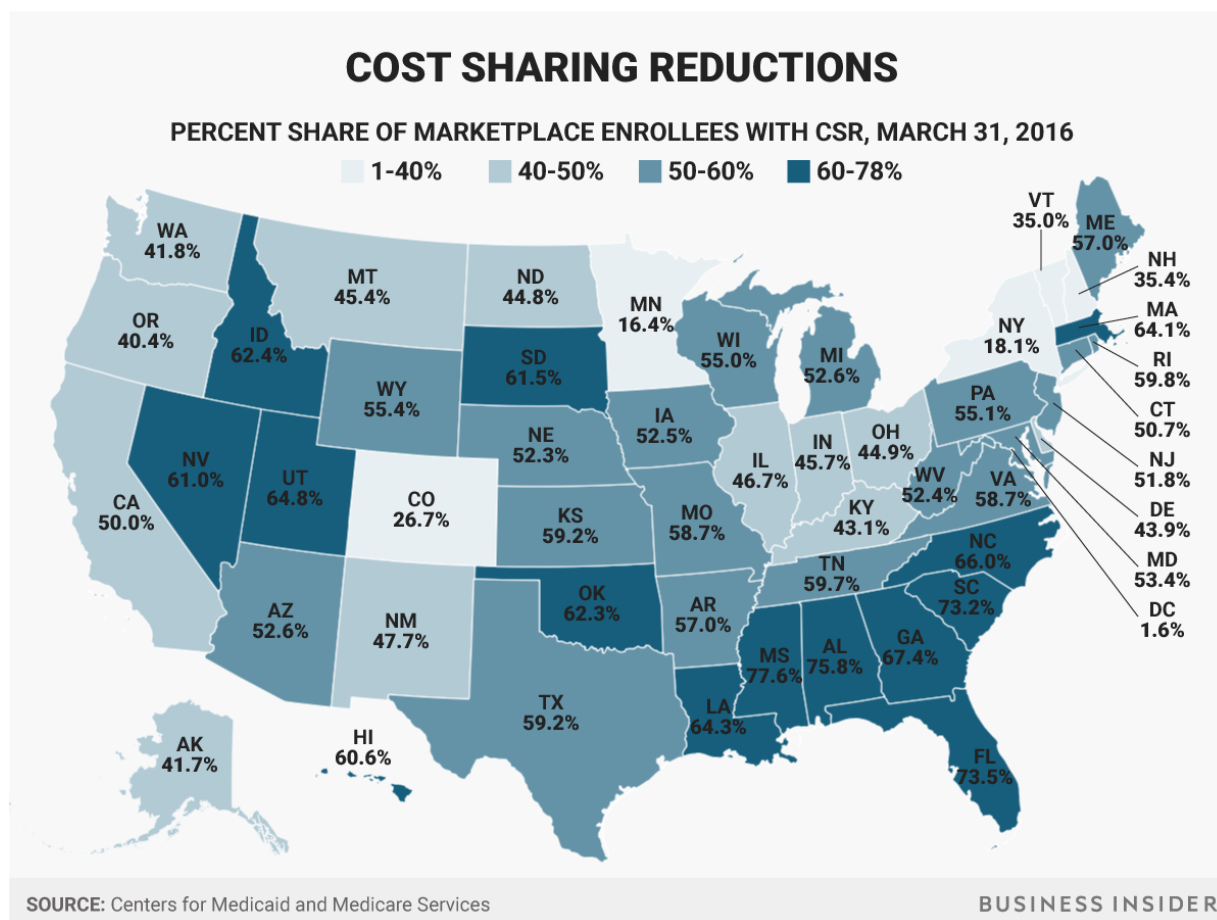 COST SHARING REDUCTIONS
PERCENT SHARE OF MARKETPLACE ENROLLEES WITH CSR, MARCH 31, 2016
1-40% 40-50% 50-60% 60-78%
WA
41.8%
OR
40.4%
CA
50.0%
ID
62.4%
NV
61.0%
UT
64.8%
AZ
52.6%
MT
45.4%
WY
55.4%
CO
26.7%
NM
47.7%
ND
44.8%
SD
61.5%
NE
52.3%
KS
59.2%
OK
62.3%
TX
59.2%
MN
16.4%
IA
52.5%
MO
58.7%
AR
57.0%
LA
64.3%
WI
55.0%
IL
46.7%
MI
52.6%
IN
45.7%
OH
44.9%
KY
43.1%
TN
59.7%
MS
77.6%
AL
75.8%
GA
67.4%
FL
73.5%
SC
73.2%
NC
66.0%
VA
58.7%
WV
52.4%
PA
55.1%
NY
18.1%
VT
35.0%
ME
57.0%
NH
35.4%
MA
64.1%
RI
59.8%
CT
50.7%
NJ
51.8%
DE
43.9%
MD
53.4%
DC
1.6%
AK
41.7%
HI
60.6%
SOURCE: Centers for Medicaid and Medicare Services
BUSINESS INSIDER